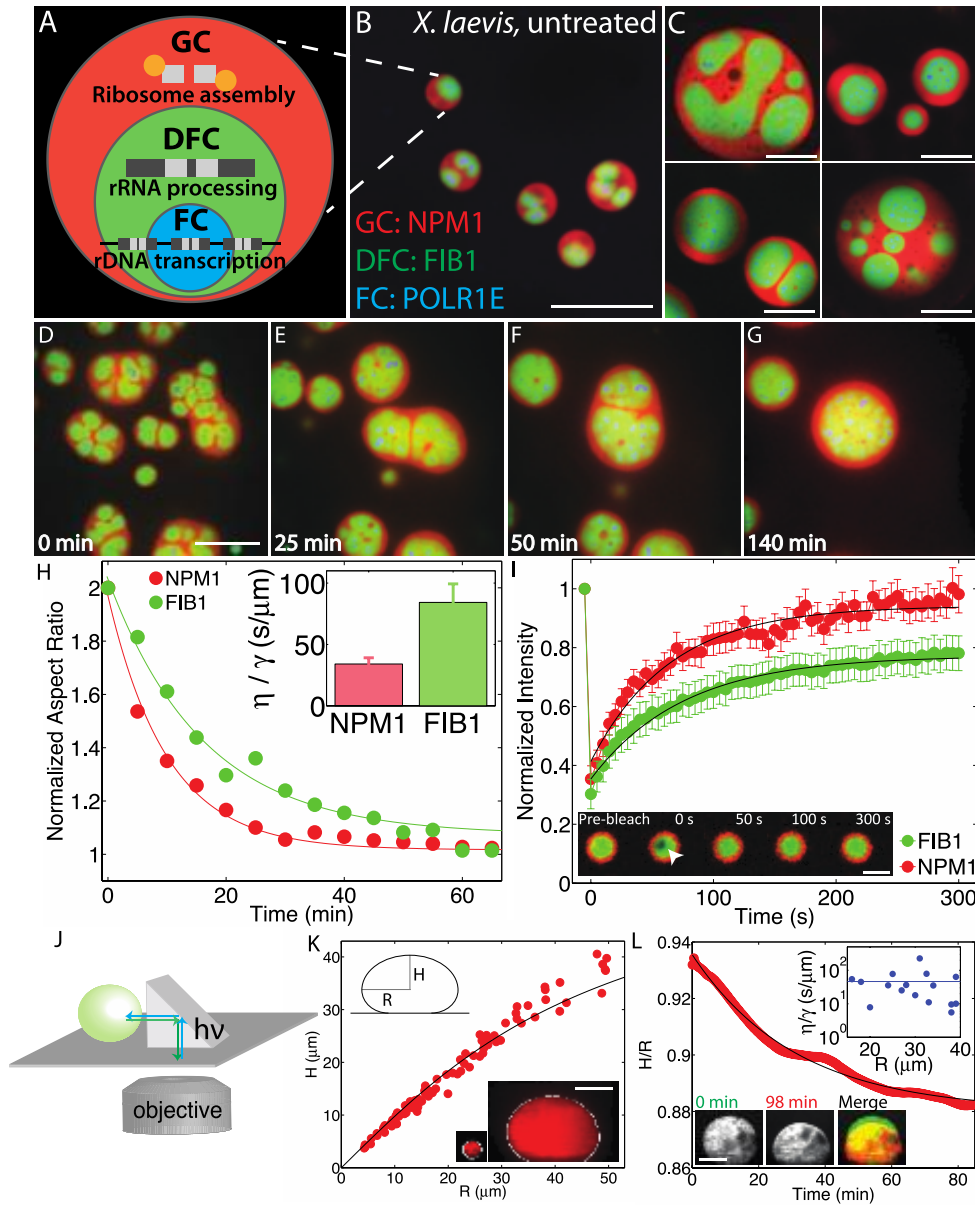 A
GC
Ribosome assembly
DFC
rRNA processing
FC
rDNA transcription
B
X. laevis, untreated
GC: NPM1
DFC: FIB1
FC: POLR1E
C
D
0 min
E
25 min
F
50 min
G
140 min
H
NPM1
FIB1
Normalized Aspect Ratio
2
1.8
1.6
1.4
1.2
1
0
20
40
60
Time (min)
η / γ (s/μm)
100
50
0
NPM1
FIB1
I
Normalized Intensity
1
0.8
0.6
0.4
0.2
0
0
100
200
300
Time (s)
Pre-bleach
0 s
50 s
100 s
300 s
FIB1
NPM1
J
hν
objective
K
H (μm)
40
30
20
10
0
0
10
20
30
40
50
R (μm)
H
R
L
H/R
0.94
0.92
0.9
0.88
0.86
0
20
40
60
80
Time (min)
η/γ (s/μm)
10²
10¹
10⁰
20
30
40
R (μm)
0 min
98 min
Merge